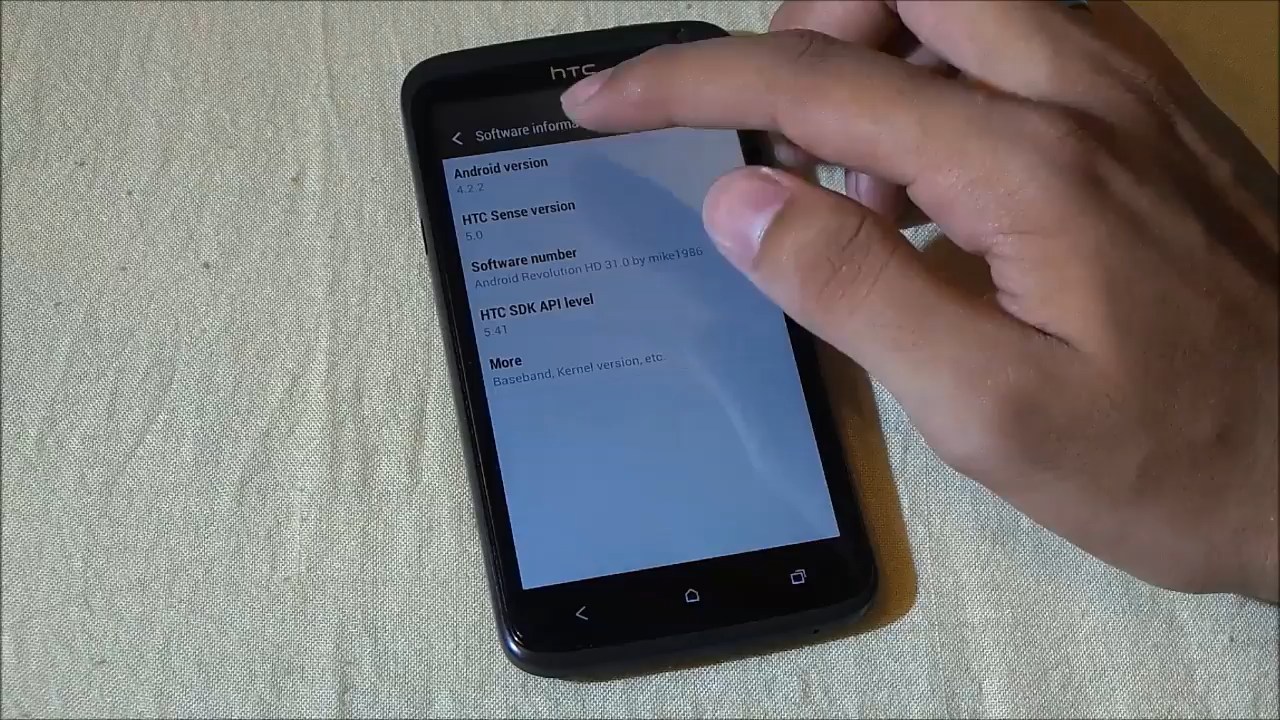 hTC
Software informa
Android version
4.2.2
HTC Sense version
5.0
Software number
Android Revolution HD 31.0 by mike1986
HTC SDK API level
5.41
More
Baseband, Kernel version, etc.